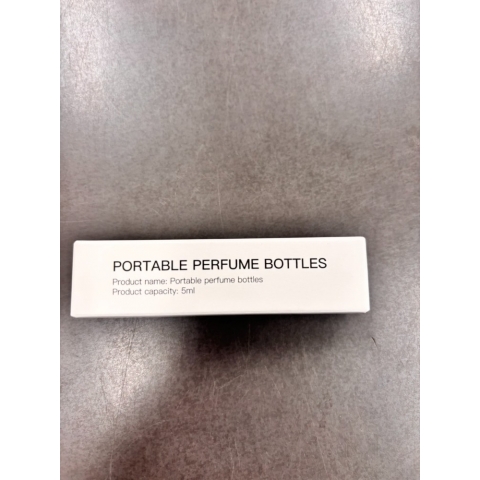 PORTABLE PERFUME BOTTLES
Product name: Portable perfume bottles
Product capacity: 5ml